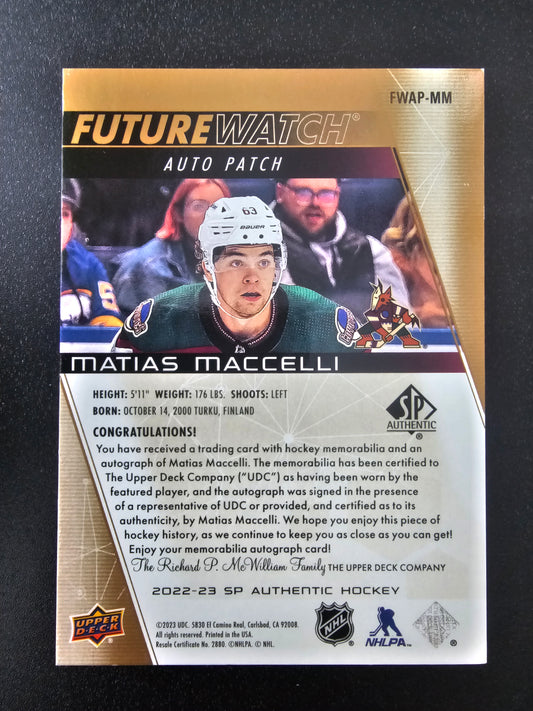 FWAP-MM
FUTURE WATCH®
AUTO PATCH
63
BAUER
S
MATIAS MACCELLI
HEIGHT: 5'11" WEIGHT: 176 LBS. SHOOTS: LEFT
BORN: OCTOBER 14, 2000 TURKU, FINLAND
SP
AUTHENTIC
®
CONGRATULATIONS!
You have received a trading card with hockey memorabilia and an
autograph of Matias Maccelli. The memorabilia has been certified to
The Upper Deck Company ("UDC") as having been worn by the
featured player, and the autograph was signed in the presence
of a representative of UDC or provided, and certified as to its
authenticity, by Matias Maccelli. We hope you enjoy this piece of
hockey history, as we continue to keep you as close as you can get!
Enjoy your memorabilia autograph card!
The Richard P. McWilliam Family THE UPPER DECK COMPANY
2022-23 SP AUTHENTIC HOCKEY
UPPER
DECK
®
©2023 UDC. 5830 El Camino Real, Carlsbad, CA 92008.
All rights reserved. Printed in the USA.
Resale Certificate No. 2880. ©NHLPA. © NHL.
NHL
NHLPA
®